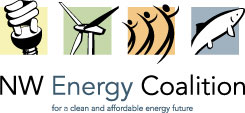 NW Energy Coalition
for a clean and affordable energy future